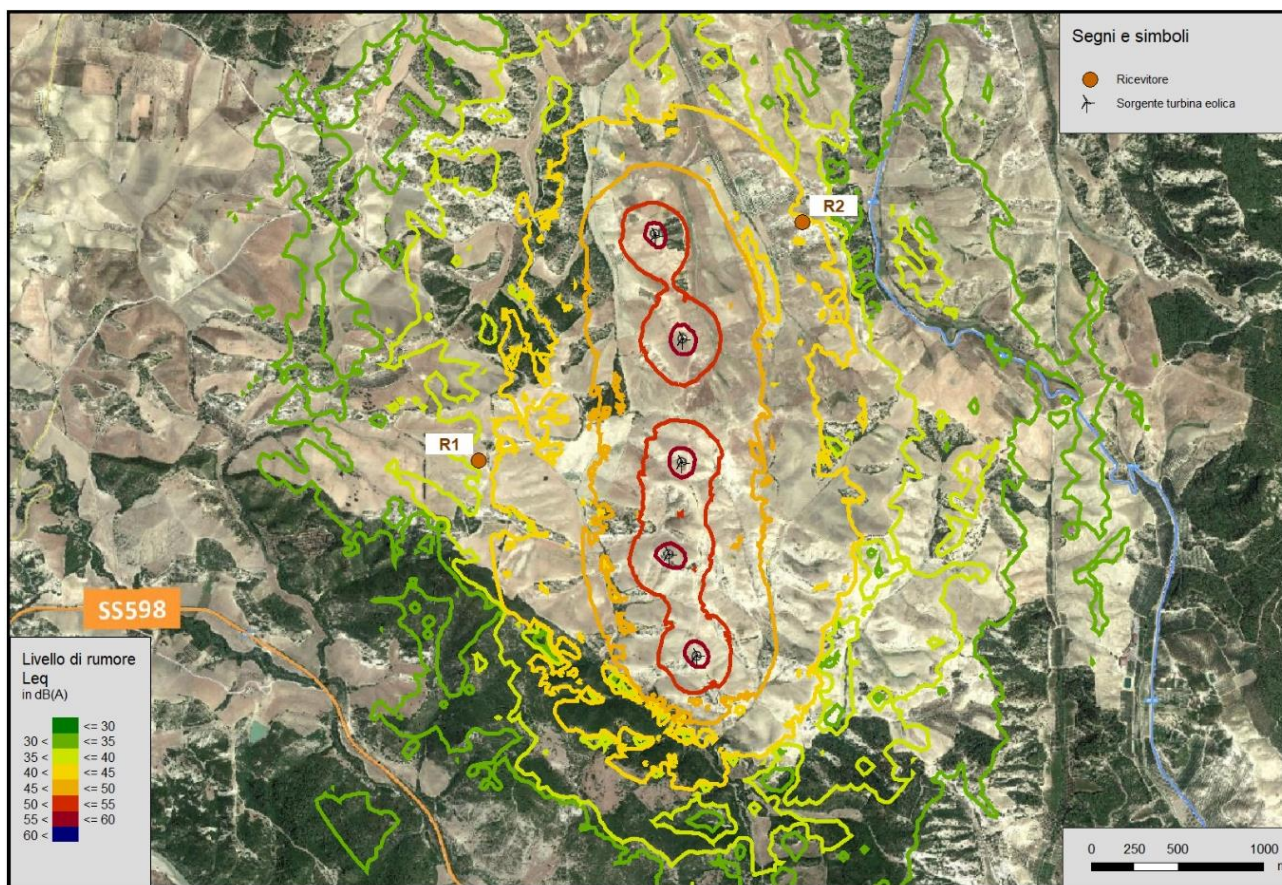 Segni e simboli
Ricevitore
Sorgente turbina eolica
R2
R1
SS598
Livello di rumore
Leq
in dB(A)
<= 30
30 < <= 35
35 < <= 40
40 < <= 45
45 < <= 50
50 < <= 55
55 < <= 60
60 <
0 250 500 1000